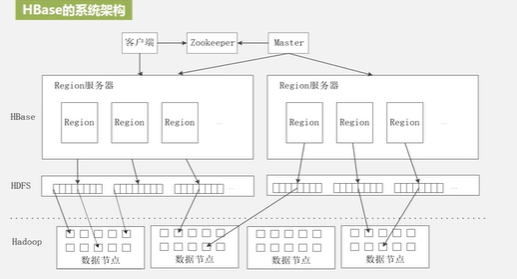 HBase的系统架构
客户端 Zookeeper Master
Region服务器 Region服务器
HBase
Region Region Region ... Region Region Region ...
HDFS
... ...
Hadoop
数据节点 数据节点 数据节点 数据节点